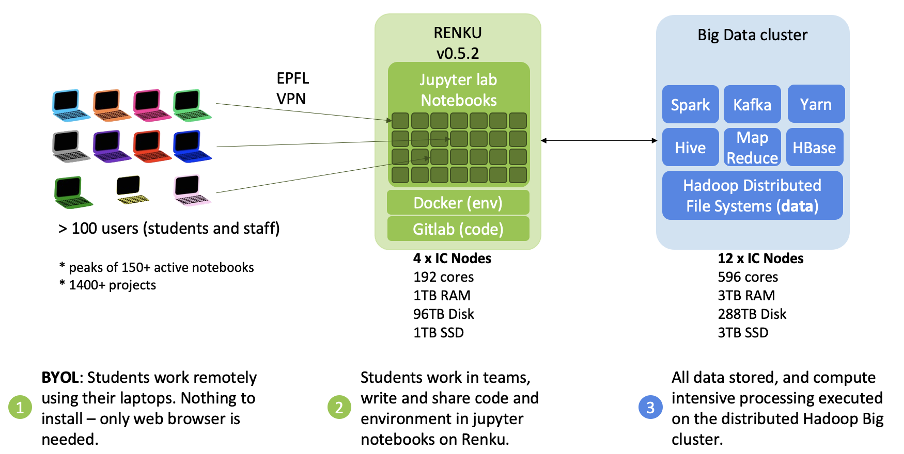 RENKU
v0.5.2
Big Data cluster
EPFL
VPN
Jupyter lab
Notebooks
Spark
Kafka
Yarn
Hive
Map
Reduce
HBase
Hadoop Distributed
File Systems (data)
Docker (env)
Gitlab (code)
> 100 users (students and staff)
* peaks of 150+ active notebooks
* 1400+ projects
4 x IC Nodes
192 cores
1TB RAM
96TB Disk
1TB SSD
12 x IC Nodes
596 cores
3TB RAM
288TB Disk
3TB SSD
1
BYOL: Students work remotely
using their laptops. Nothing to
install – only web browser is
needed.
2
Students work in teams,
write and share code and
environment in jupyter
notebooks on Renku.
3
All data stored, and compute
intensive processing executed
on the distributed Hadoop Big
cluster.